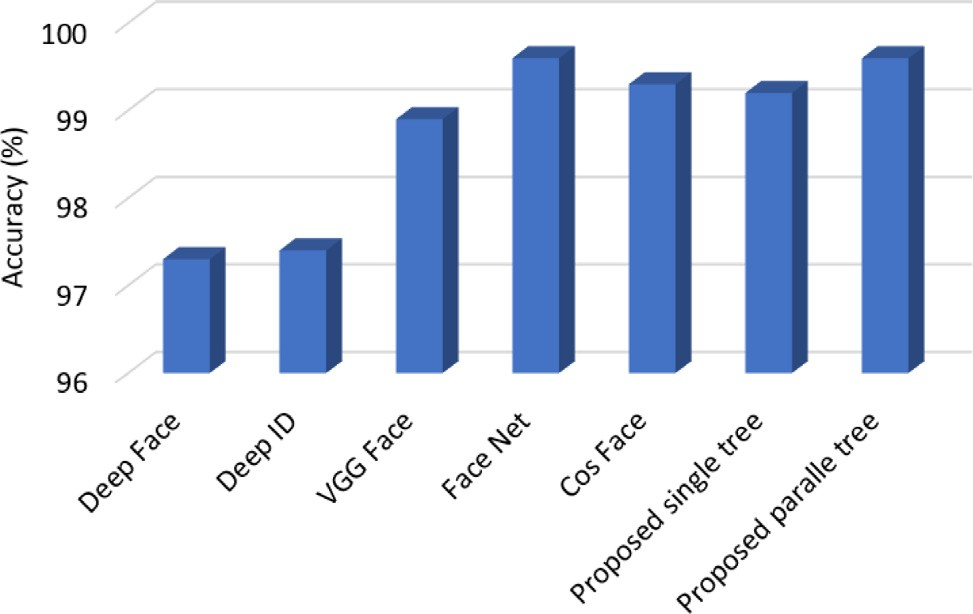 100
99
98
97
96
Accuracy (%)
Deep Face
Deep ID
VGG Face
Face Net
Cos Face
Proposed single tree
Proposed paralle tree